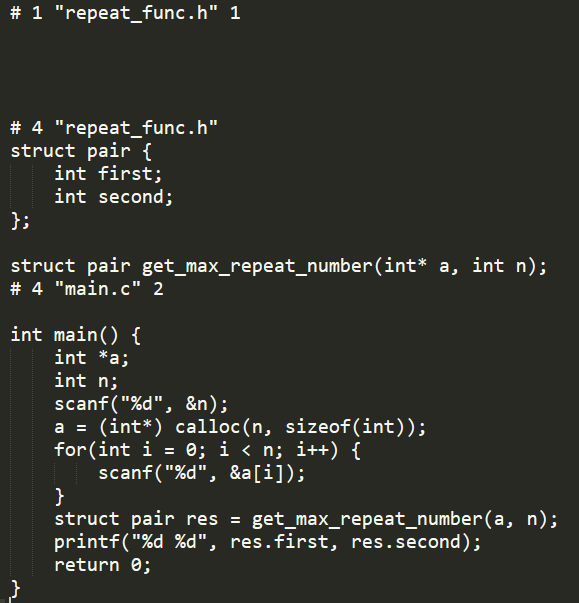 # 1 "repeat_func.h" 1
# 4 "repeat_func.h"
struct pair {
    int first;
    int second;
};
struct pair get_max_repeat_number(int* a, int n);
# 4 "main.c" 2
int main() {
    int *a;
    int n;
    scanf("%d", &n);
    a = (int*) calloc(n, sizeof(int));
    for(int i = 0; i < n; i++) {
        scanf("%d", &a[i]);
    }
    struct pair res = get_max_repeat_number(a, n);
    printf("%d %d", res.first, res.second);
    return 0;
}